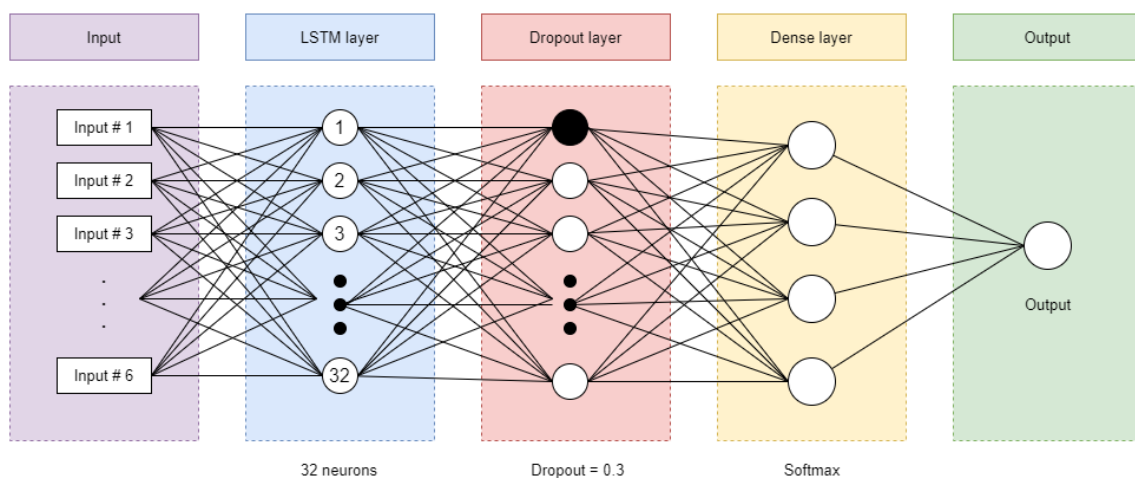 Input
LSTM layer
Dropout layer
Dense layer
Output
Input # 1
Input # 2
Input # 3
.
.
.
Input # 6
1
2
3
32
Output
32 neurons
Dropout = 0.3
Softmax